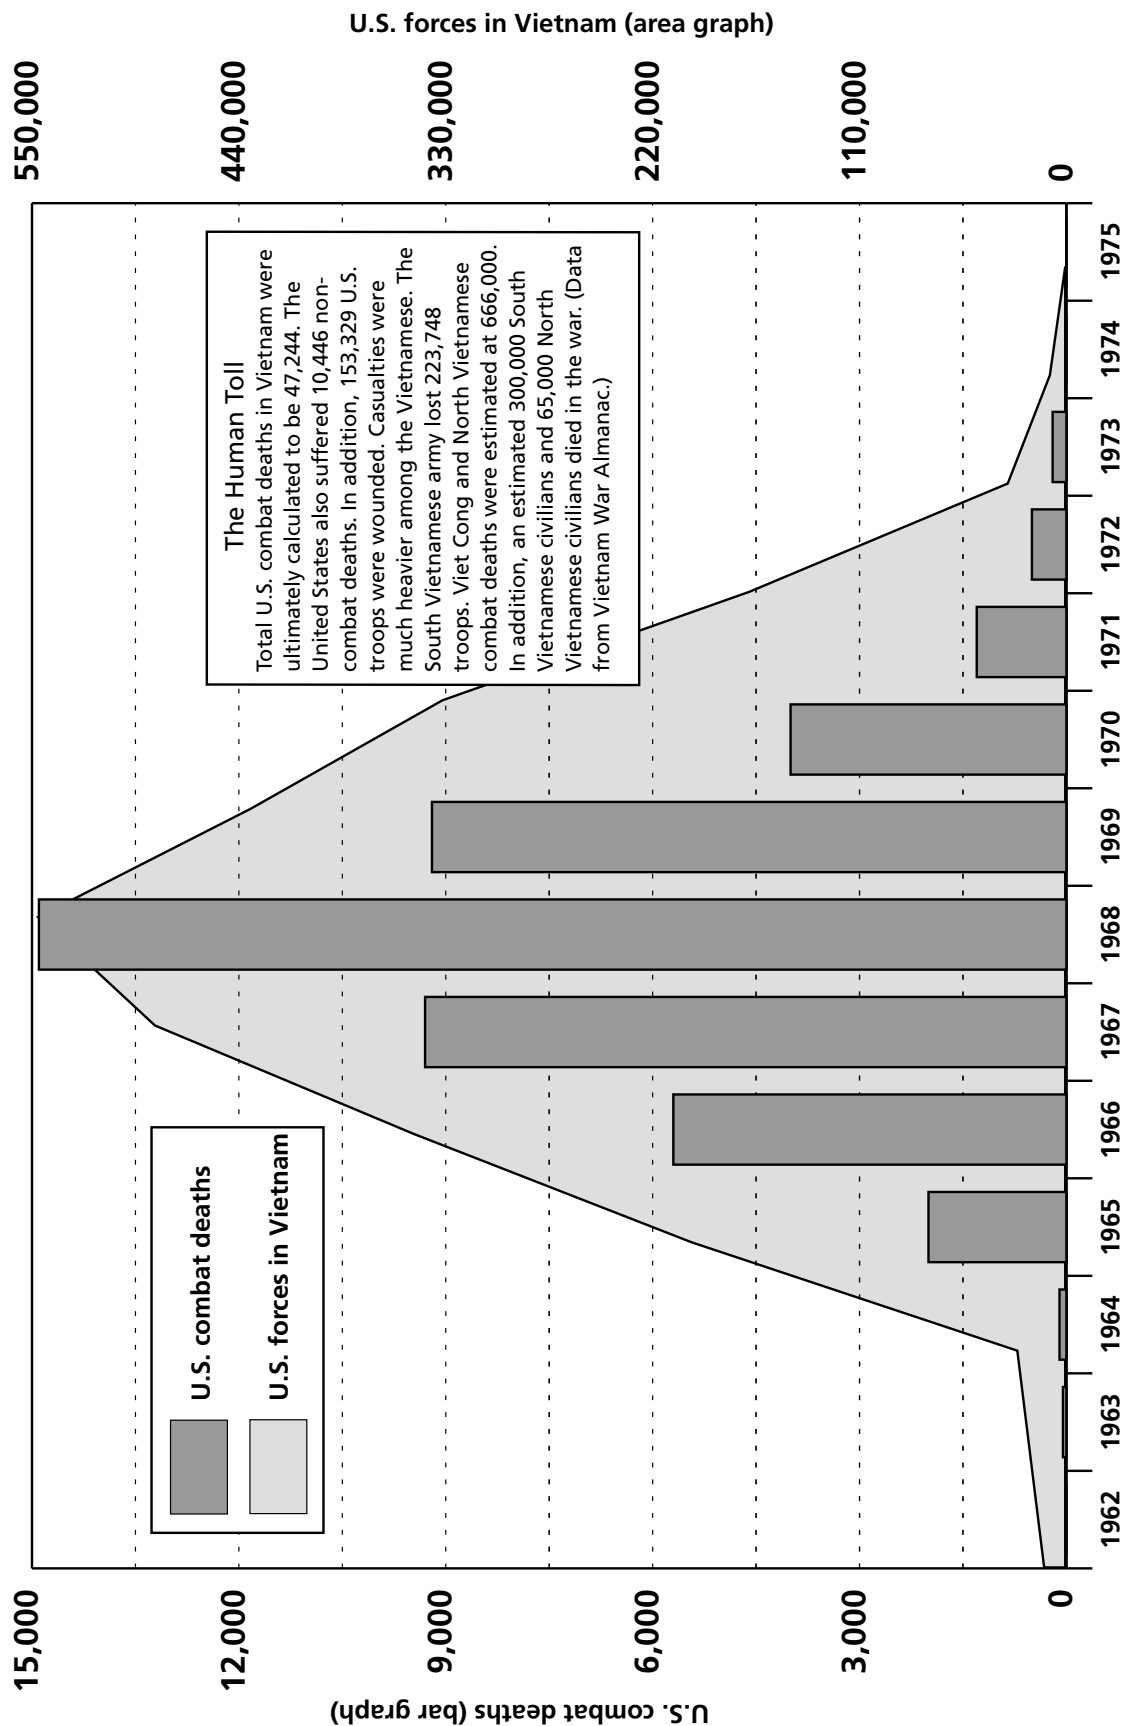 U.S. forces in Vietnam (area graph)
550,000
440,000
330,000
220,000
110,000
0
The Human Toll
Total U.S. combat deaths in Vietnam were
ultimately calculated to be 47,244. The
United States also suffered 10,446 non-
combat deaths. In addition, 153,329 U.S.
troops were wounded. Casualties were
much heavier among the Vietnamese. The
South Vietnamese army lost 223,748
troops. Viet Cong and North Vietnamese
combat deaths were estimated at 666,000.
In addition, an estimated 300,000 South
Vietnamese civilians and 65,000 North
Vietnamese civilians died in the war. (Data
from Vietnam War Almanac.)
U.S. combat deaths
U.S. forces in Vietnam
1962
1963
1964
1965
1966
1967
1968
1969
1970
1971
1972
1973
1974
1975
15,000
12,000
9,000
6,000
3,000
0
U.S. combat deaths (bar graph)